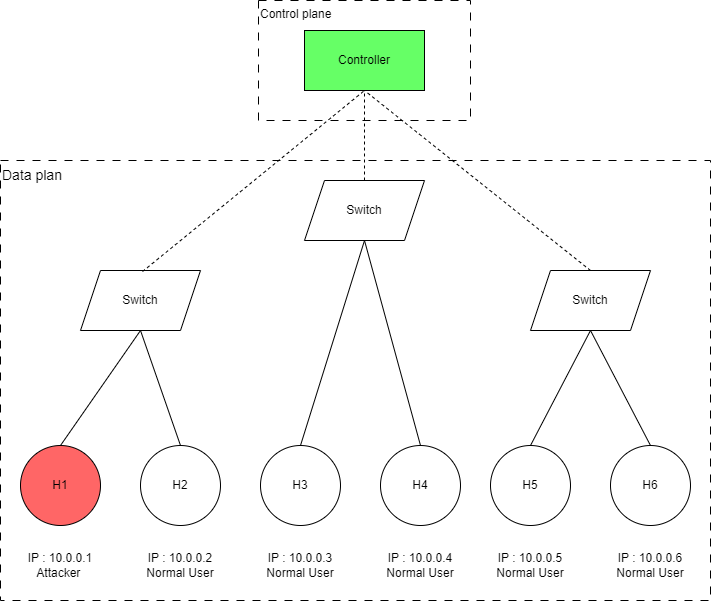 Control plane
Controller
Data plan
Switch
Switch
Switch
H1
H2
H3
H4
H5
H6
IP : 10.0.0.1
Attacker
IP : 10.0.0.2
Normal User
IP : 10.0.0.3
Normal User
IP : 10.0.0.4
Normal User
IP : 10.0.0.5
Normal User
IP : 10.0.0.6
Normal User